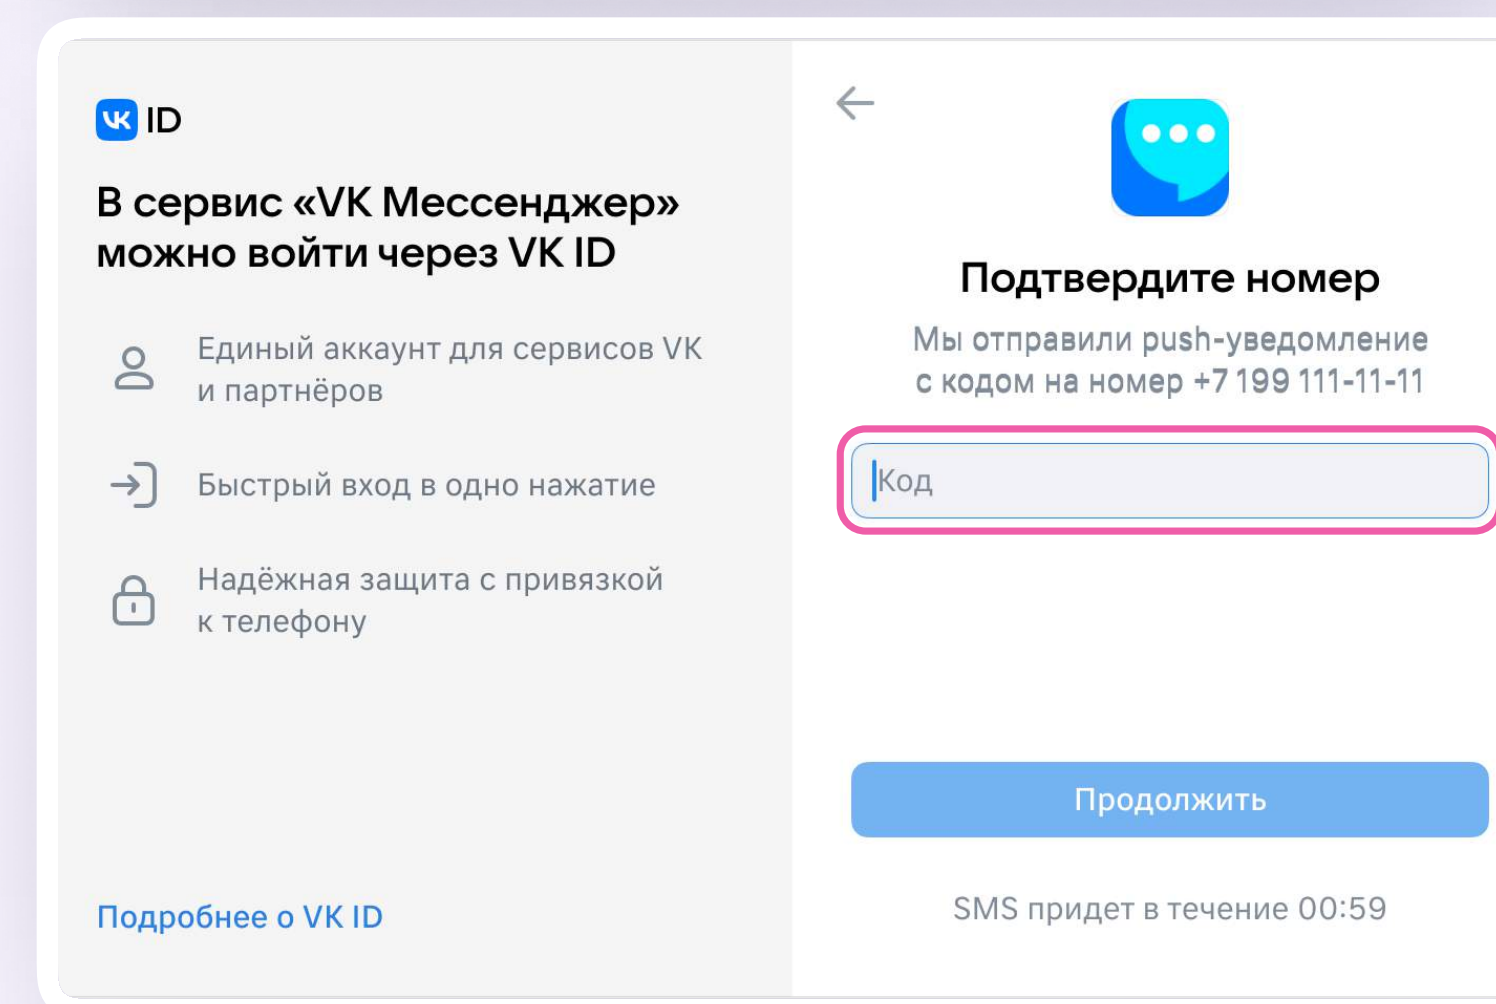 VK ID
В сервис «VK Мессенджер»
можно войти через VK ID
Единый аккаунт для сервисов VK
и партнёров
Быстрый вход в одно нажатие
Надёжная защита с привязкой
к телефону
Подробнее о VK ID
Подтвердите номер
Мы отправили push-уведомление
с кодом на номер +7 199 111-11-11
Код
Продолжить
SMS придет в течение 00:59